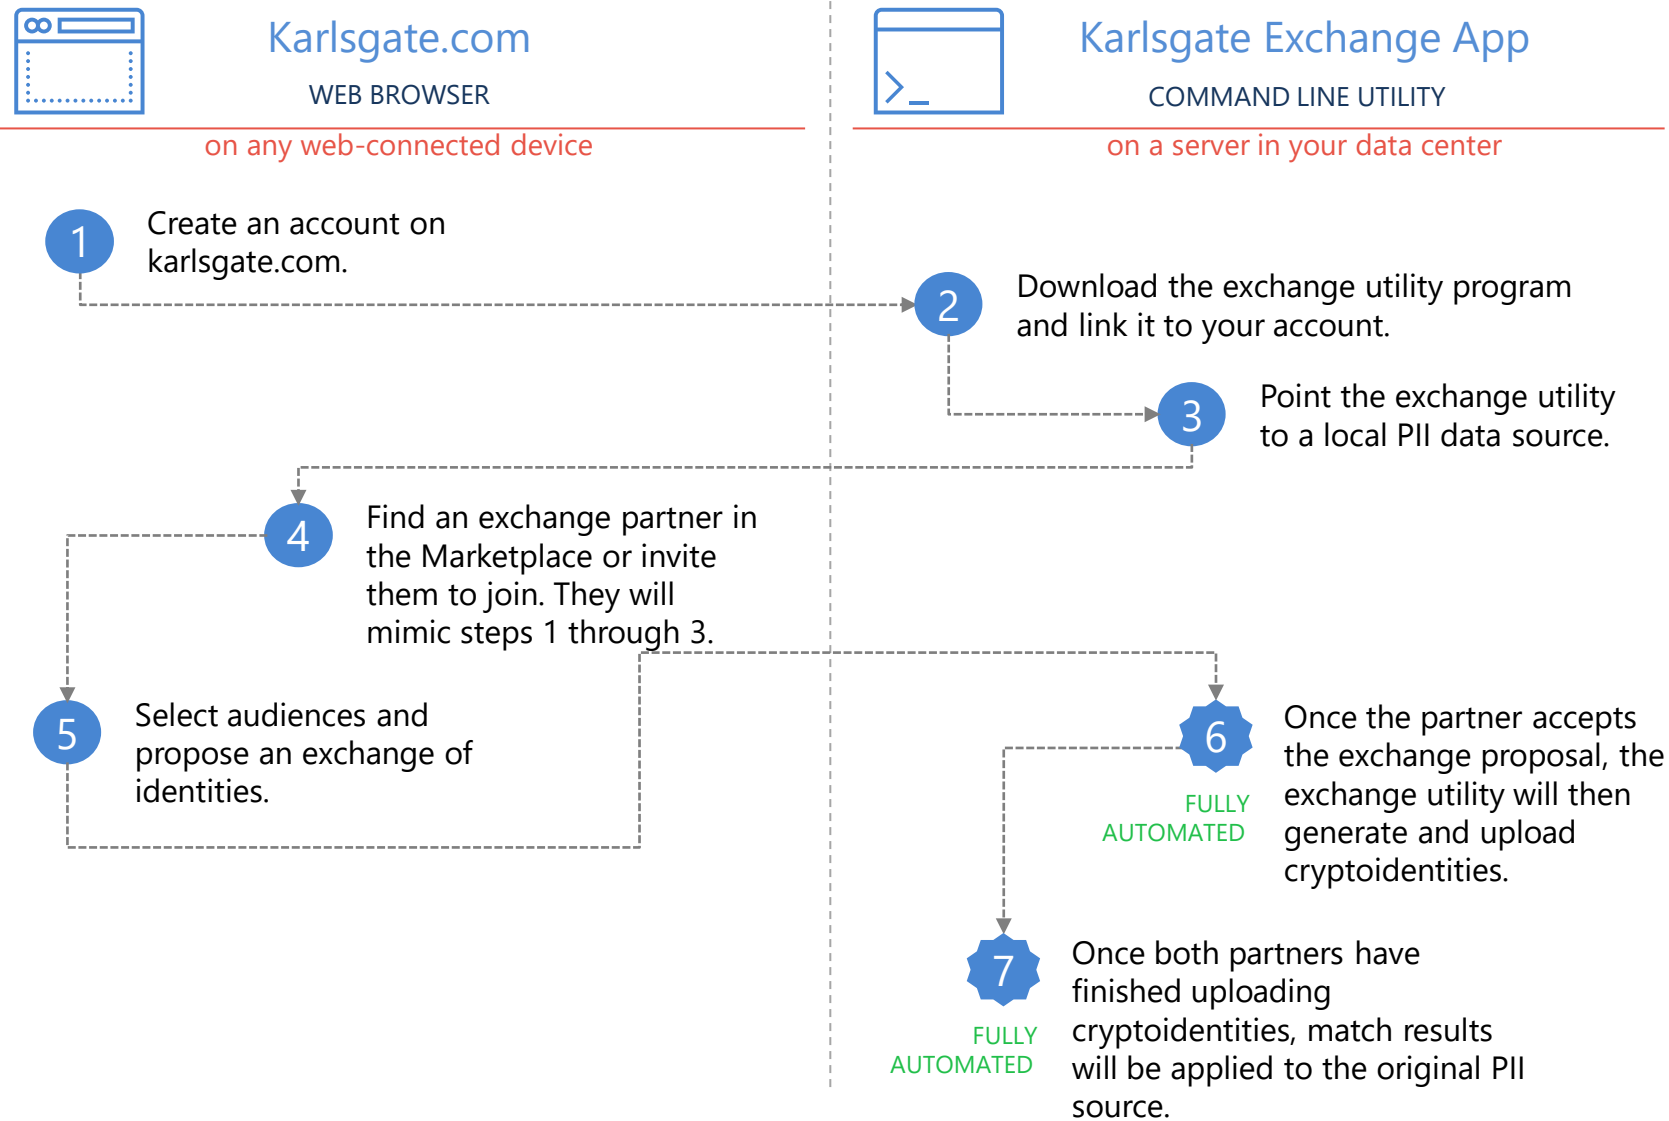 Karlsgate.com
WEB BROWSER
on any web-connected device
Karlsgate Exchange App
COMMAND LINE UTILITY
on a server in your data center
1
Create an account on
karlsgate.com.
2
Download the exchange utility program
and link it to your account.
3
Point the exchange utility
to a local PII data source.
4
Find an exchange partner in
the Marketplace or invite
them to join. They will
mimic steps 1 through 3.
5
Select audiences and
propose an exchange of
identities.
6
FULLY
AUTOMATED
Once the partner accepts
the exchange proposal, the
exchange utility will then
generate and upload
cryptoidentities.
7
FULLY
AUTOMATED
Once both partners have
finished uploading
cryptoidentities, match results
will be applied to the original PII
source.